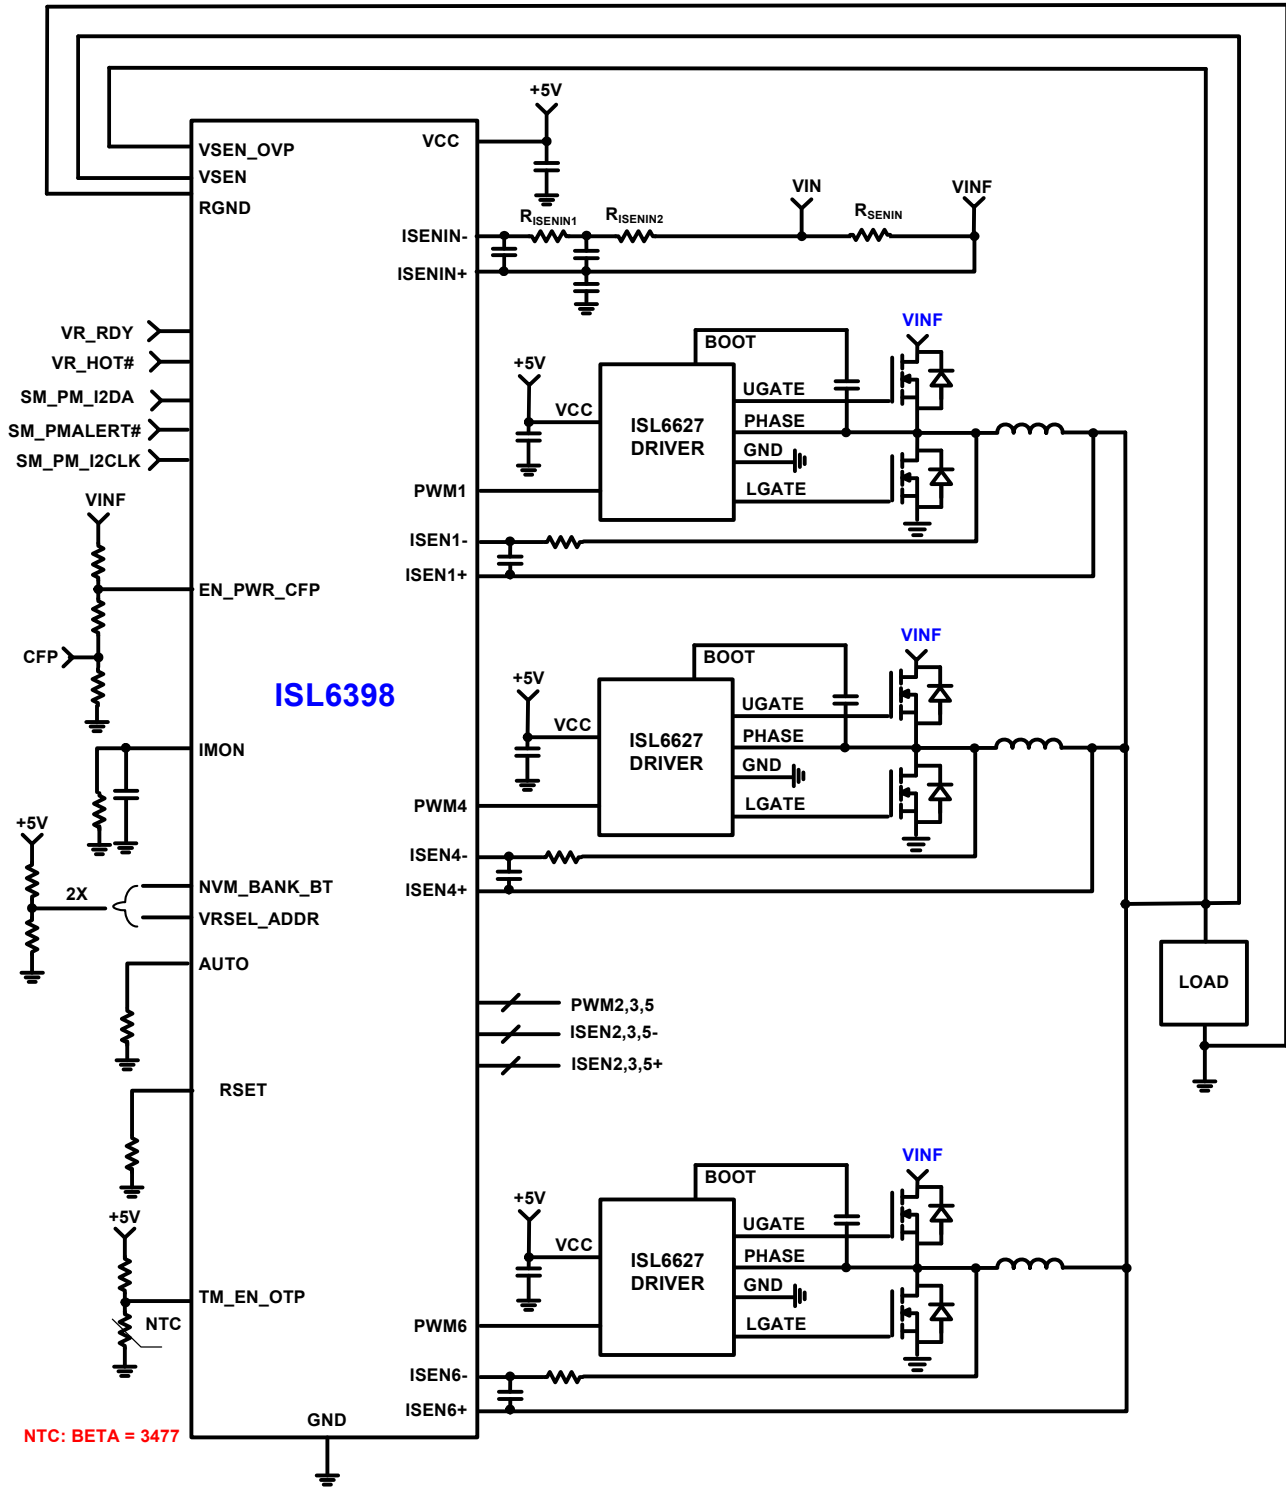 +5V
VSEN_OVP
VCC
VSEN
RGND
VIN
VINF
RISENIN1
RISENIN2
RSENIN
ISENIN-
ISENIN+
VR_RDY
VR_HOT#
SM_PM_I2DA
SM_PMALERT#
SM_PM_I2CLK
VINF
BOOT
+5V
VCC
ISL6627
DRIVER
UGATE
PHASE
GND
LGATE
PWM1
ISEN1-
ISEN1+
VINF
EN_PWR_CFP
CFP
ISL6398
VINF
BOOT
+5V
VCC
ISL6627
DRIVER
UGATE
PHASE
GND
LGATE
IMON
PWM4
+5V
ISEN4-
ISEN4+
2X
NVM_BANK_BT
VRSEL_ADDR
AUTO
LOAD
PWM2,3,5
ISEN2,3,5-
ISEN2,3,5+
RSET
VINF
BOOT
+5V
VCC
ISL6627
DRIVER
UGATE
PHASE
GND
LGATE
+5V
TM_EN_OTP
NTC
PWM6
ISEN6-
ISEN6+
GND
NTC: BETA = 3477